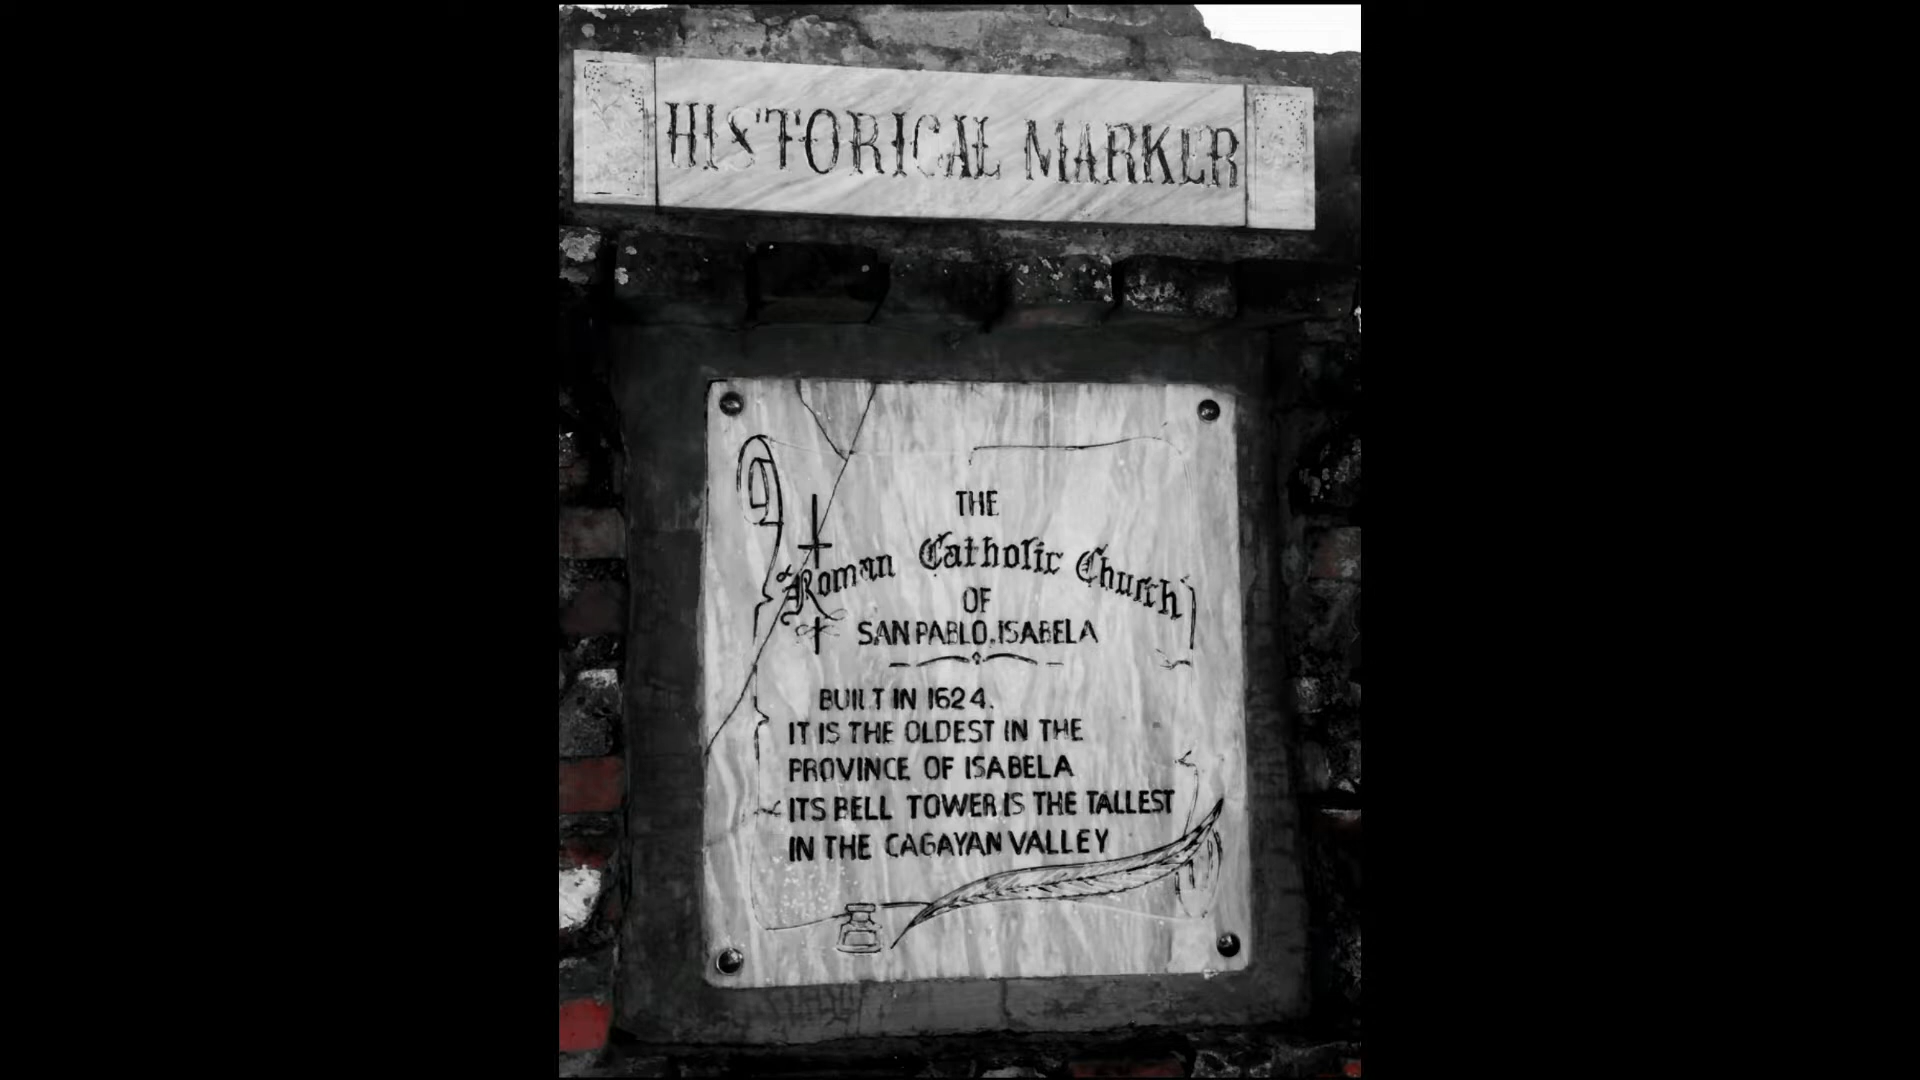 HISTORICAL MARKER
THE
Roman Catholic Church
OF
SAN PABLO, ISABELA
BUILT IN 1624.
IT IS THE OLDEST IN THE
PROVINCE OF ISABELA
ITS BELL TOWER IS THE TALLEST
IN THE CAGAYAN VALLEY